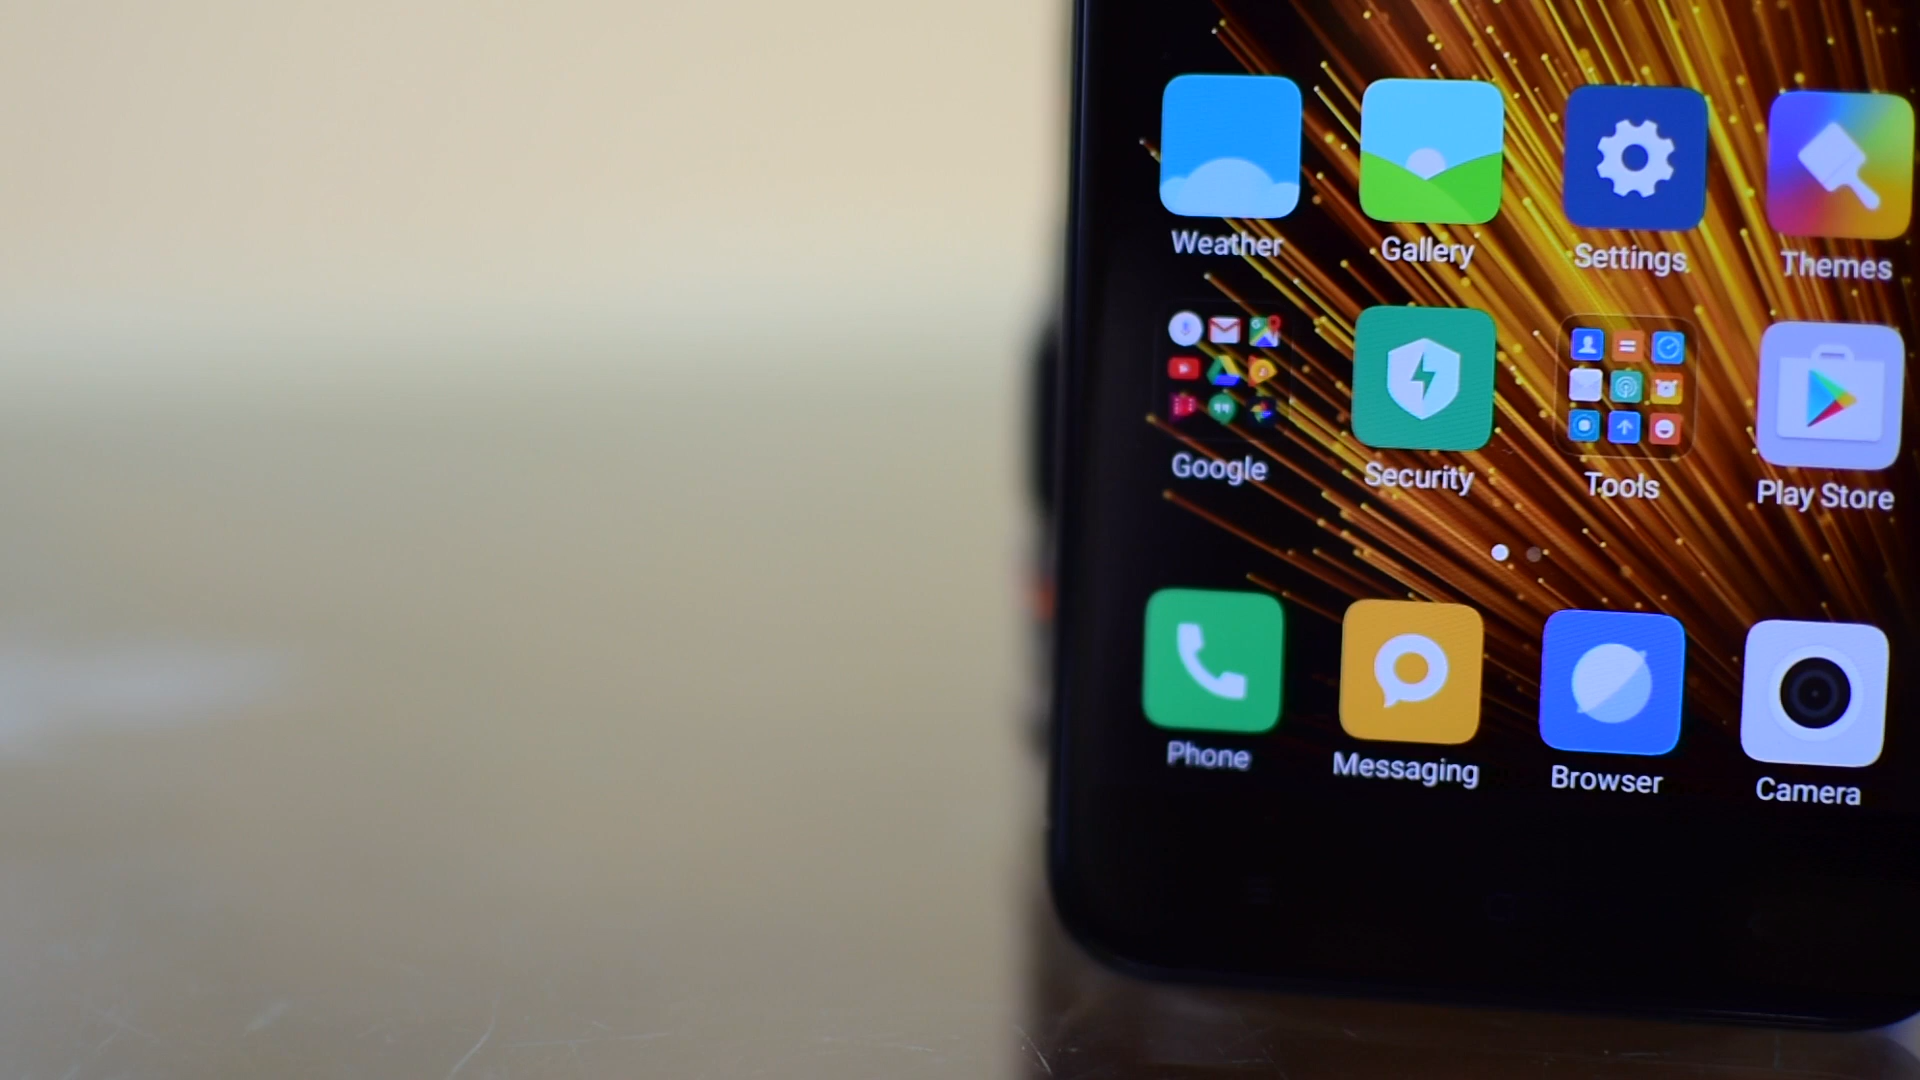 Weather
Gallery
Settings
Themes
Google
Security
Tools
Play Store
Phone
Messaging
Browser
Camera